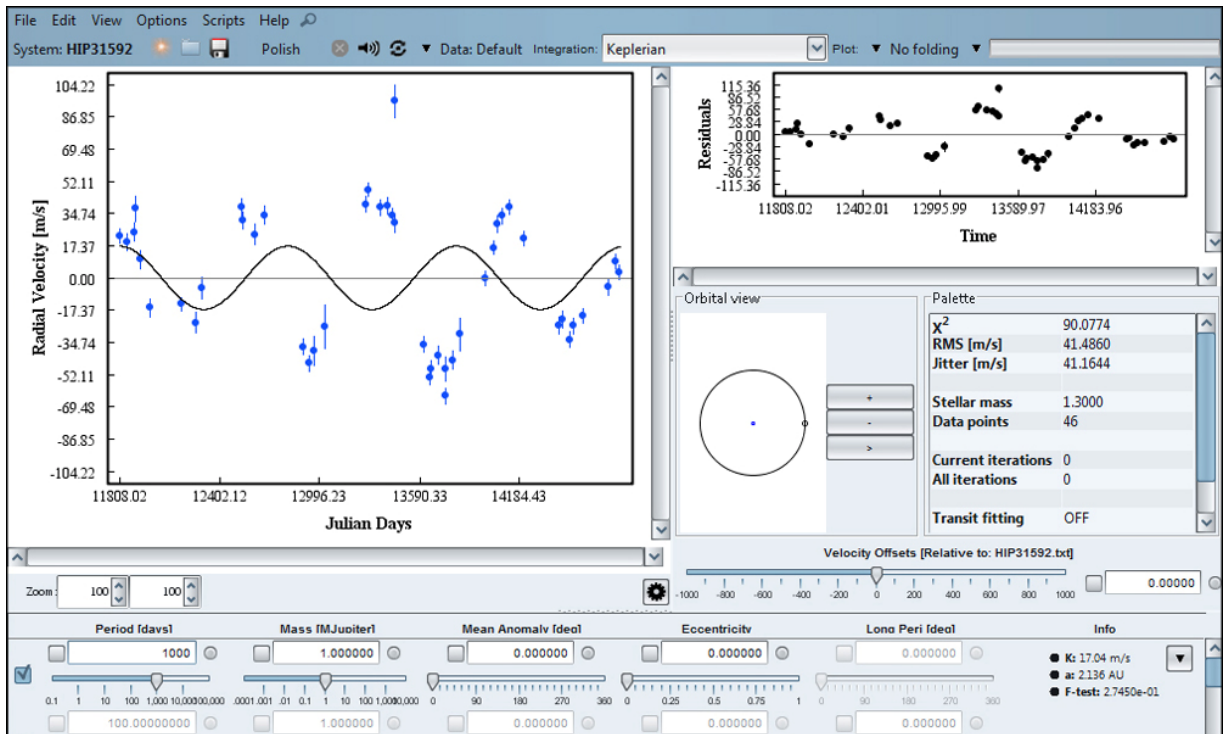 File Edit View Options Scripts Help
System: HIP31592 Polish Data: Default Integration: Keplerian Plot: No folding
104.22
86.85
69.48
52.11
34.74
17.37
0.00
-17.37
-34.74
-52.11
-69.48
-86.85
-104.22
Radial Velocity [m/s]
11808.02 12402.12 12996.23 13590.33 14184.43
Julian Days
115.36
86.52
57.68
28.84
0.00
-28.84
-57.68
-86.52
-115.36
Residuals
11808.02 12402.01 12995.99 13589.97 14183.96
Time
Orbital view
+
-
>
Palette
X2 90.0774
RMS [m/s] 41.4860
Jitter [m/s] 41.1644
Stellar mass 1.3000
Data points 46
Current iterations 0
All iterations 0
Transit fitting OFF
Zoom: 100 100
Velocity Offsets [Relative to: HIP31592.txt]
-1000 -800 -600 -400 -200 0 200 400 600 800 1000 0.00000
Period [days] Mass [MJupiter] Mean Anomaly [deg] Eccentricity Long Peri [deg] Info
1000 1.000000 0.000000 0.000000 0.000000
K: 17.04 m/s
a: 2.136 AU
F-test: 2.7450e-01
0.1 1 10 100 1,000 10,000 100,000 .0001 .001 .01 0.1 1 10 100 1,000 10,000 0 90 180 270 360 0 0.25 0.5 0.75 1 0 90 180 270 360
100.00000000 1.000000 0.000000 0.000000 0.000000